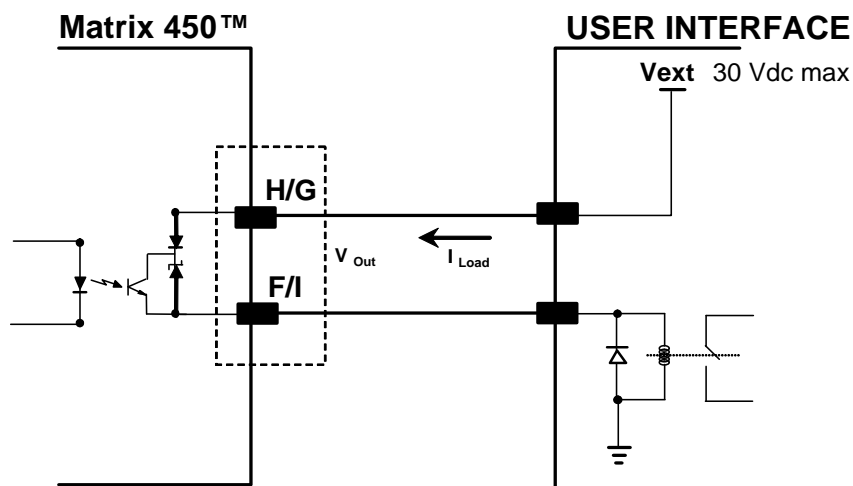 Matrix 450™
USER INTERFACE
Vext 30 Vdc max
H/G
V Out
I Load
F/I